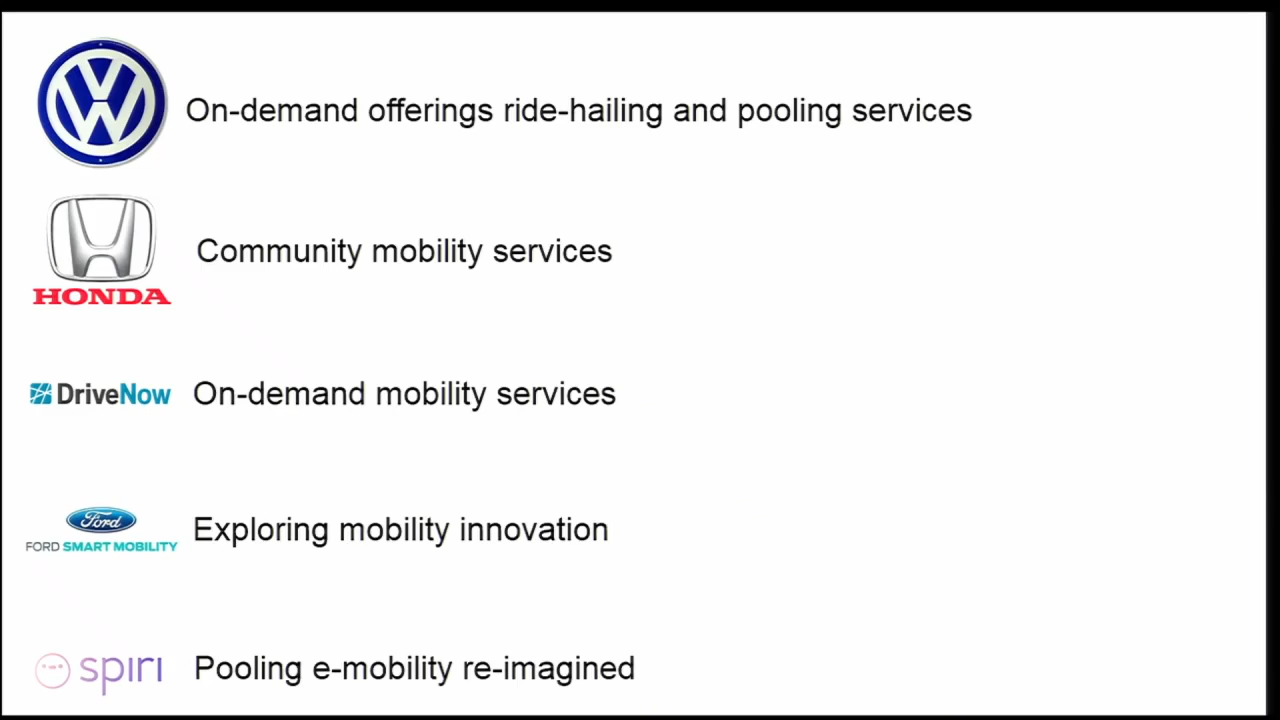 VW
On-demand offerings ride-hailing and pooling services
HONDA
Community mobility services
DriveNow
On-demand mobility services
Ford
FORD SMART MOBILITY
Exploring mobility innovation
spiri
Pooling e-mobility re-imagined